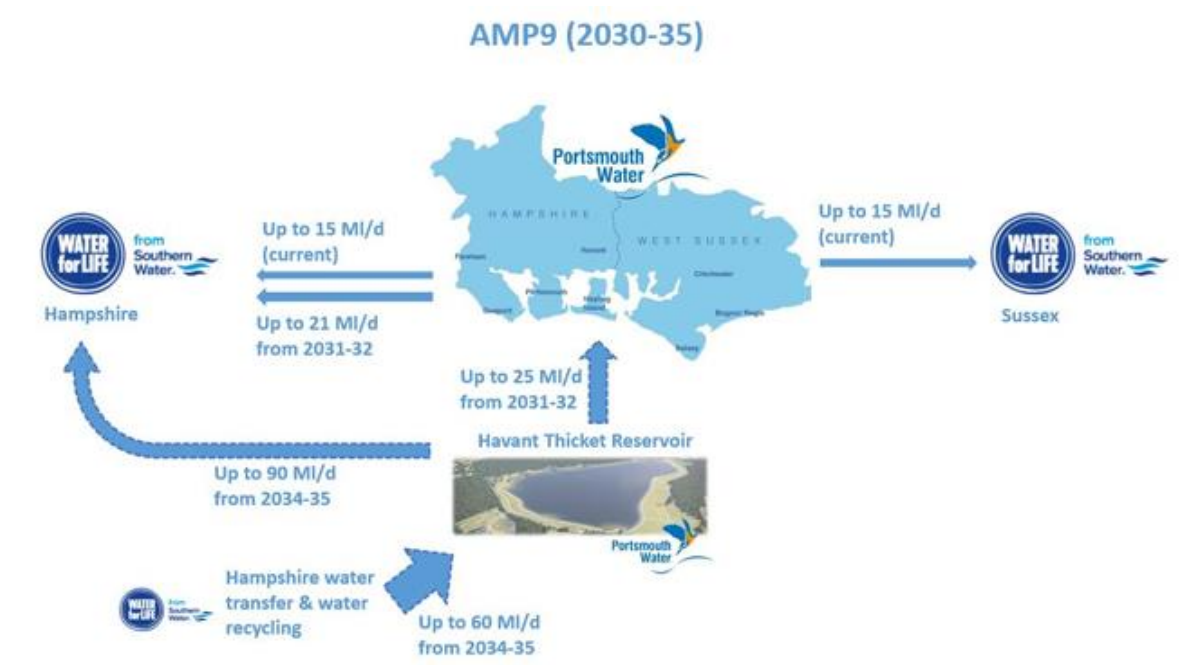 AMP9 (2030-35)
Portsmouth
Water
HAMPSHIRE
WEST SUSSEX
Havant
Fareham
Chichester
Portsmouth
Hayling
Island
Gosport
Bognor Regis
Selsey
WATER
for LIFE
from
Southern
Water.
Hampshire
Up to 15 Ml/d
(current)
Up to 21 Ml/d
from 2031-32
Up to 15 Ml/d
(current)
WATER
for LIFE
from
Southern
Water.
Sussex
Up to 25 Ml/d
from 2031-32
Havant Thicket Reservoir
Up to 90 Ml/d
from 2034-35
Portsmouth
Water
WATER
for LIFE
from
Southern
Water.
Hampshire water
transfer & water
recycling
Up to 60 Ml/d
from 2034-35